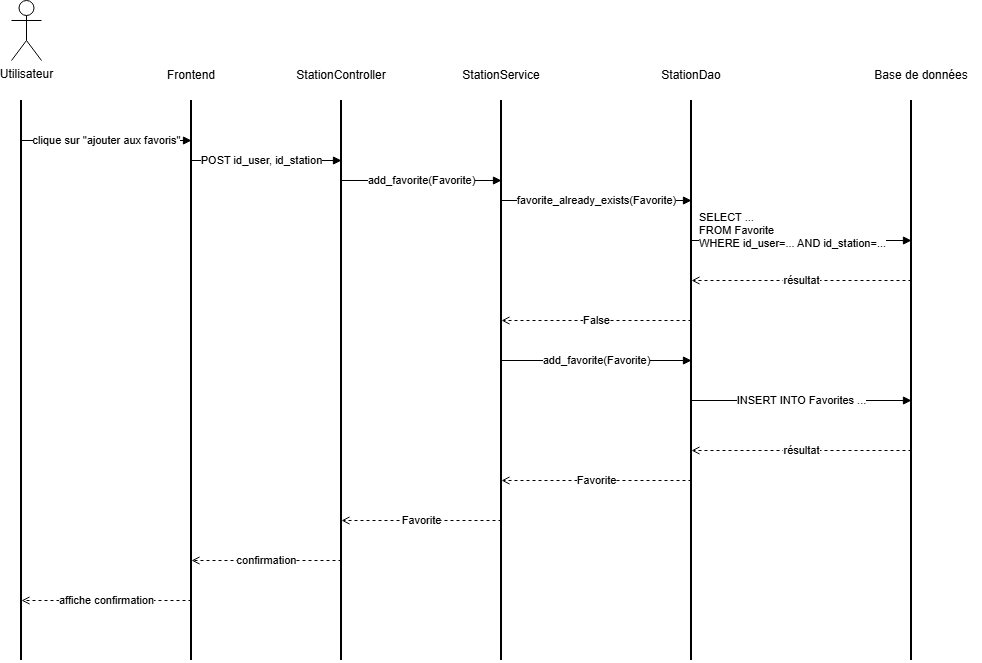 Utilisateur
Frontend
StationController
StationService
StationDao
Base de données
clique sur "ajouter aux favoris"
POST id_user, id_station
add_favorite(Favorite)
favorite_already_exists(Favorite)
SELECT ...
FROM Favorite
WHERE id_user=... AND id_station=...
résultat
False
add_favorite(Favorite)
INSERT INTO Favorites ...
résultat
Favorite
Favorite
confirmation
affiche confirmation